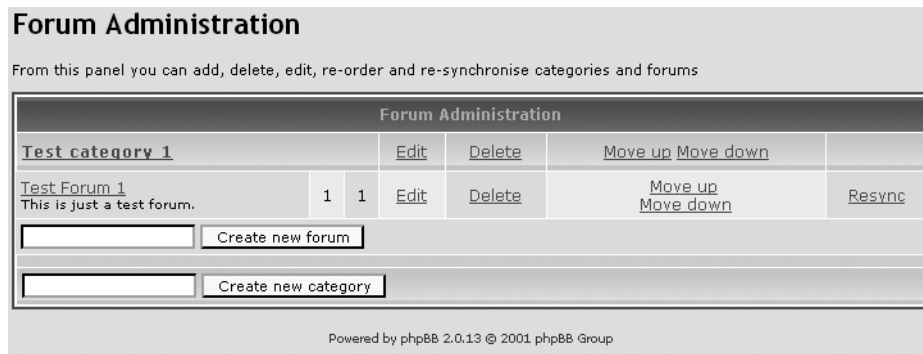 Forum Administration
From this panel you can add, delete, edit, re-order and re-synchronise categories and forums
Forum Administration
Test category 1 Edit Delete Move up Move down
Test Forum 1
This is just a test forum.
1 1 Edit Delete Move up
Move down
Resync
Create new forum
Create new category
Powered by phpBB 2.0.13 © 2001 phpBB Group